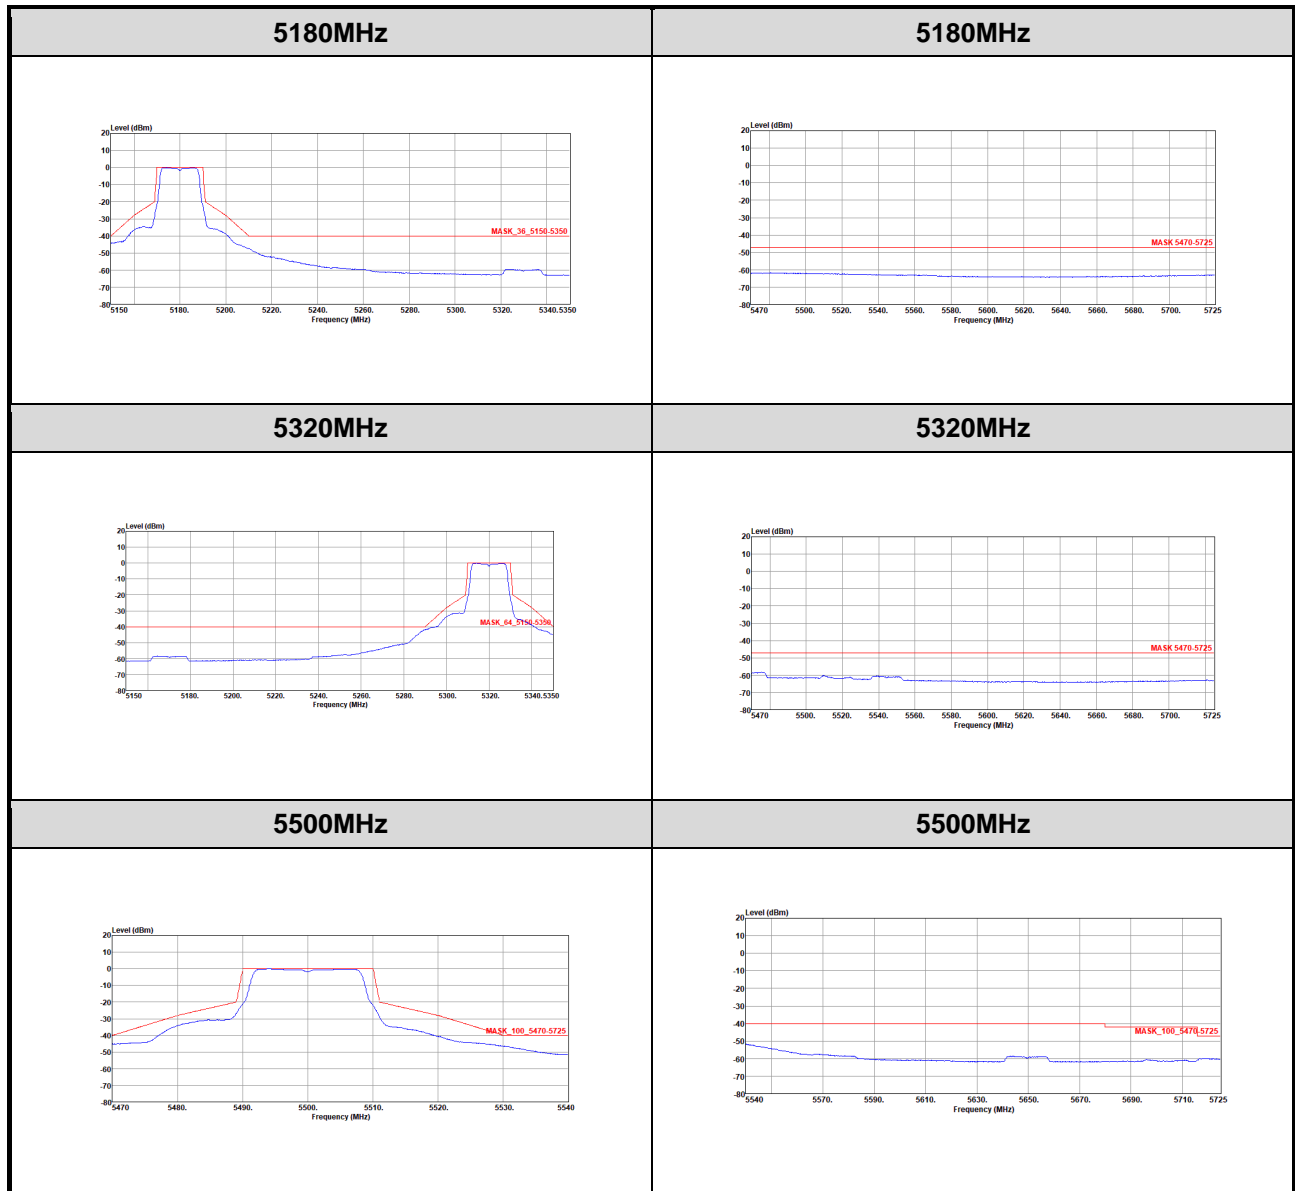 5180MHz
5180MHz
Level (dBm)
20
10
0
-10
-20
-30
-40
-50
-60
-70
-80
MASK_36_5150-5350
5150 5180. 5200. 5220. 5240. 5260. 5280. 5300. 5320. 5340.5350
Frequency (MHz)
Level (dBm)
20
10
0
-10
-20
-30
-40
-50
-60
-70
-80
MASK 5470-5725
5470 5500. 5520. 5540. 5560. 5580. 5600. 5620. 5640. 5660. 5680. 5700. 5725
Frequency (MHz)
5320MHz
5320MHz
Level (dBm)
20
10
0
-10
-20
-30
-40
-50
-60
-70
-80
MASK_64_5150-5350
5150 5180. 5200. 5220. 5240. 5260. 5280. 5300. 5320. 5340.5350
Frequency (MHz)
Level (dBm)
20
10
0
-10
-20
-30
-40
-50
-60
-70
-80
MASK 5470-5725
5470 5500. 5520. 5540. 5560. 5580. 5600. 5620. 5640. 5660. 5680. 5700. 5725
Frequency (MHz)
5500MHz
5500MHz
Level (dBm)
20
10
0
-10
-20
-30
-40
-50
-60
-70
-80
MASK_100_5470-5725
5470 5480. 5490. 5500. 5510. 5520. 5530. 5540
Frequency (MHz)
Level (dBm)
20
10
0
-10
-20
-30
-40
-50
-60
-70
-80
MASK_100_5470-5725
5540 5570. 5590. 5610. 5630. 5650. 5670. 5690. 5710. 5725
Frequency (MHz)